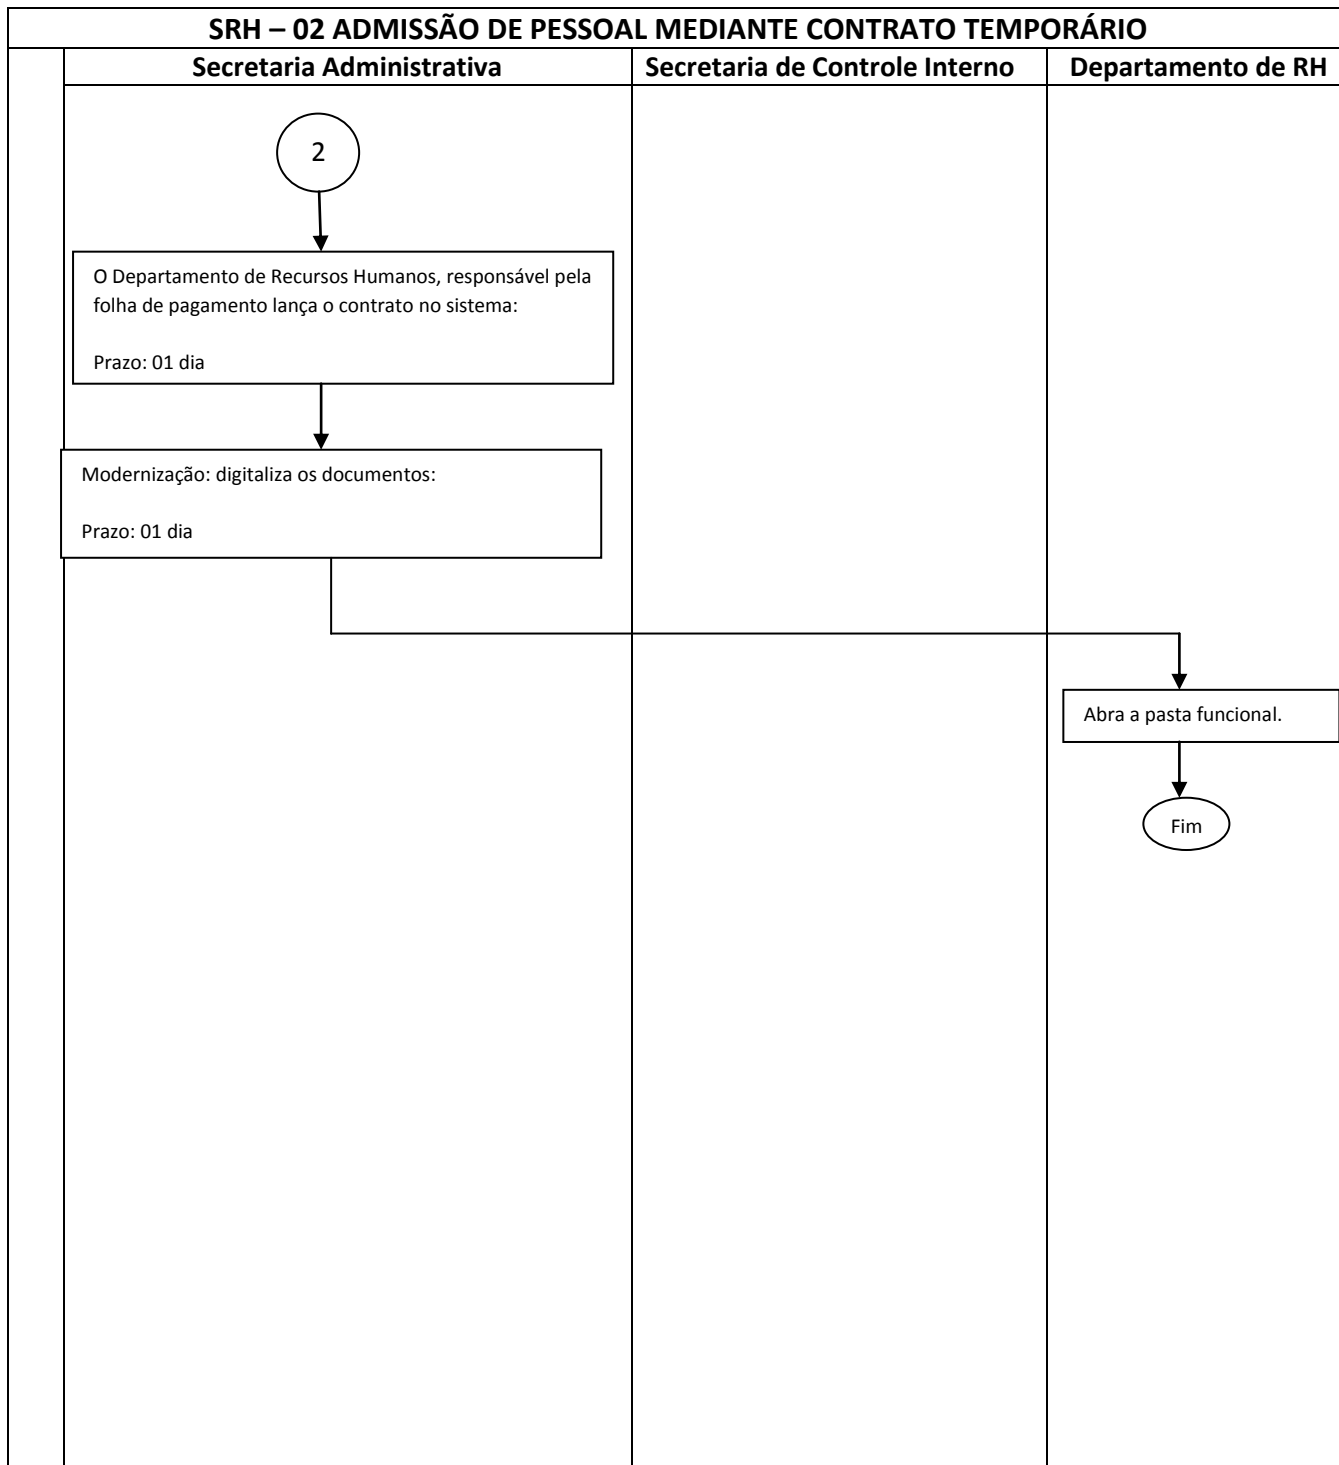 SRH – 02 ADMISSÃO DE PESSOAL MEDIANTE CONTRATO TEMPORÁRIO
Secretaria Administrativa
Secretaria de Controle Interno
Departamento de RH
2
O Departamento de Recursos Humanos, responsável pela
folha de pagamento lança o contrato no sistema:
Prazo: 01 dia
Modernização: digitaliza os documentos:
Prazo: 01 dia
Abra a pasta funcional.
Fim